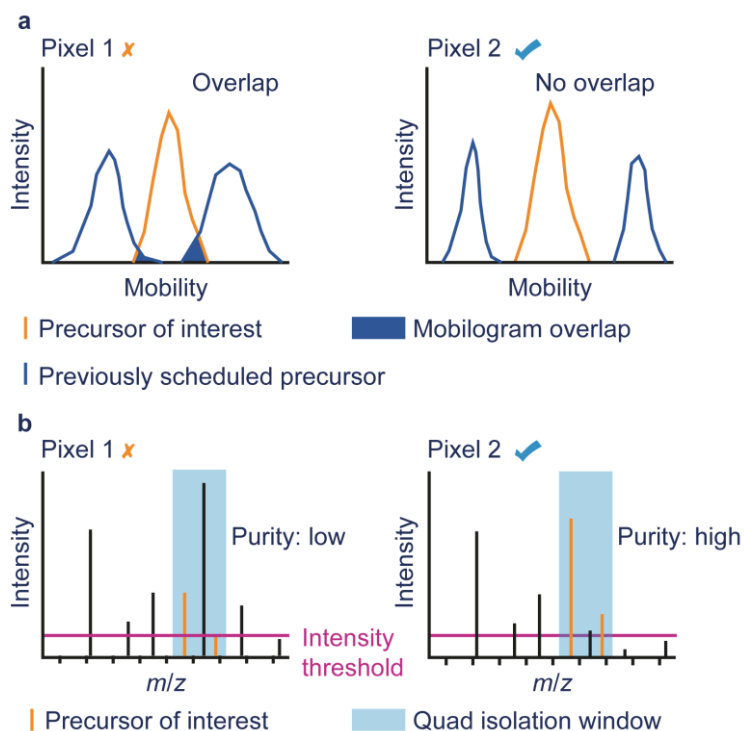 a
Pixel 1 ✗
Pixel 2 ✓
Overlap
No overlap
Intensity
Intensity
Mobility
Mobility
Precursor of interest
Mobilogram overlap
Previously scheduled precursor
b
Pixel 1 ✗
Pixel 2 ✓
Intensity
Purity: low
Intensity
Purity: high
Intensity
threshold
m/z
m/z
Precursor of interest
Quad isolation window